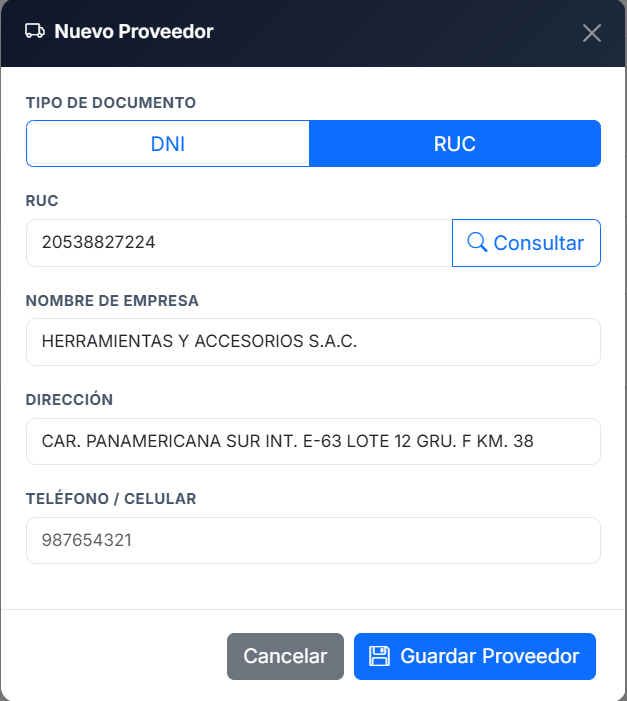 Nuevo Proveedor
TIPO DE DOCUMENTO
DNI RUC
RUC
20538827224 Consultar
NOMBRE DE EMPRESA
HERRAMIENTAS Y ACCESORIOS S.A.C.
DIRECCIÓN
CAR. PANAMERICANA SUR INT. E-63 LOTE 12 GRU. F KM. 38
TELÉFONO / CELULAR
987654321
Cancelar Guardar Proveedor